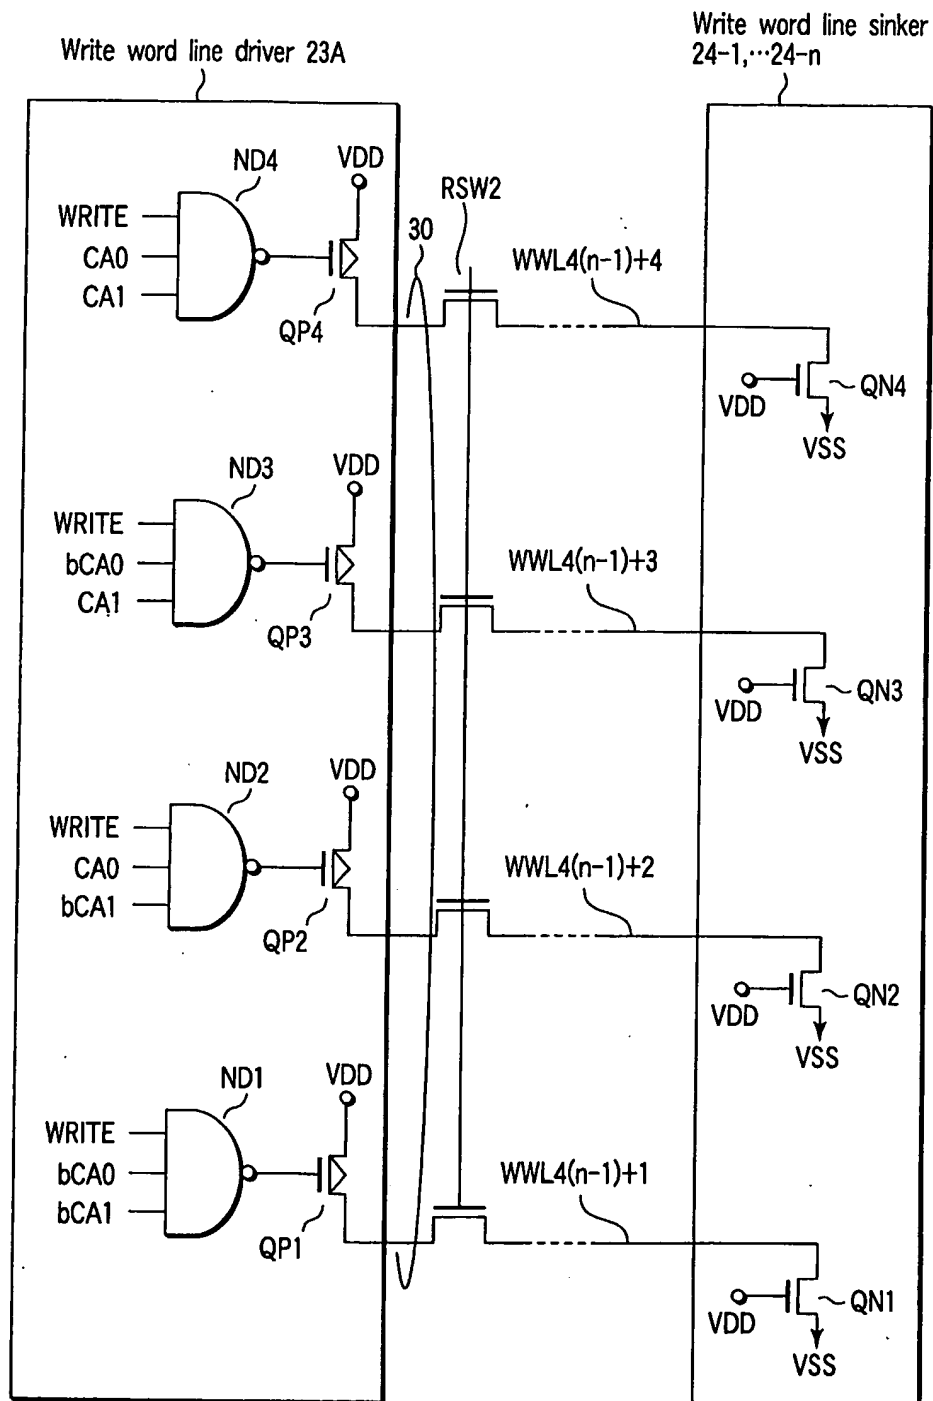 Write word line driver 23A
Write word line sinker
24-1,···24-n
ND4
VDD
RSW2
WRITE
CA0
CA1
30
WWL4(n-1)+4
QP4
VDD
QN4
VSS
ND3
VDD
WRITE
bCA0
CA1
WWL4(n-1)+3
QP3
VDD
QN3
VSS
ND2
VDD
WRITE
CA0
bCA1
WWL4(n-1)+2
QP2
VDD
QN2
VSS
ND1
VDD
WRITE
bCA0
bCA1
WWL4(n-1)+1
QP1
VDD
QN1
VSS